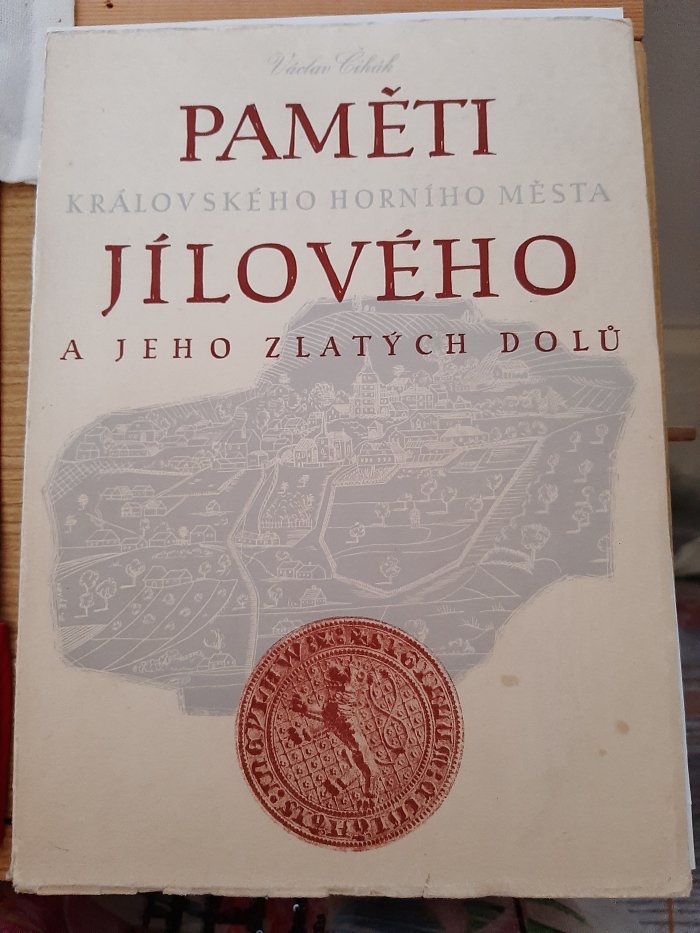 Václav Čihák
PAMĚTI
KRÁLOVSKÉHO HORNÍHO MĚSTA
JÍLOVÉHO
A JEHO ZLATÝCH DOLŮ